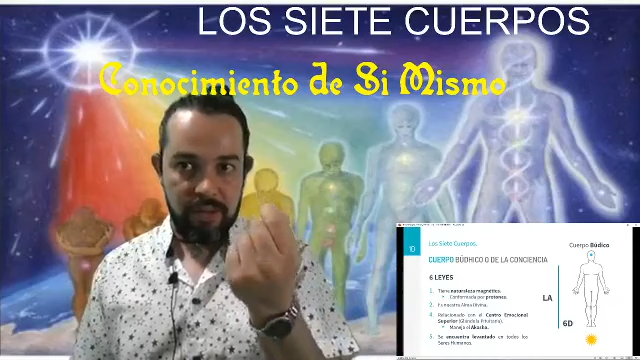 LOS SIETE CUERPOS
Conocimiento de Si Mismo
10
Los Siete Cuerpos.
CUERPO BÚDHICO O DE LA CONCIENCIA
6 LEYES
1. Tiene naturaleza magnética.
Conformada por protones.
2. Es nuestra Alma Divina.
Relacionado con el Centro Emocional
Superior
Maneja el Akasha.
5. Se encuentra levantado en todos los
Seres Humanos.
Cuerpo Búdico
LA
6D